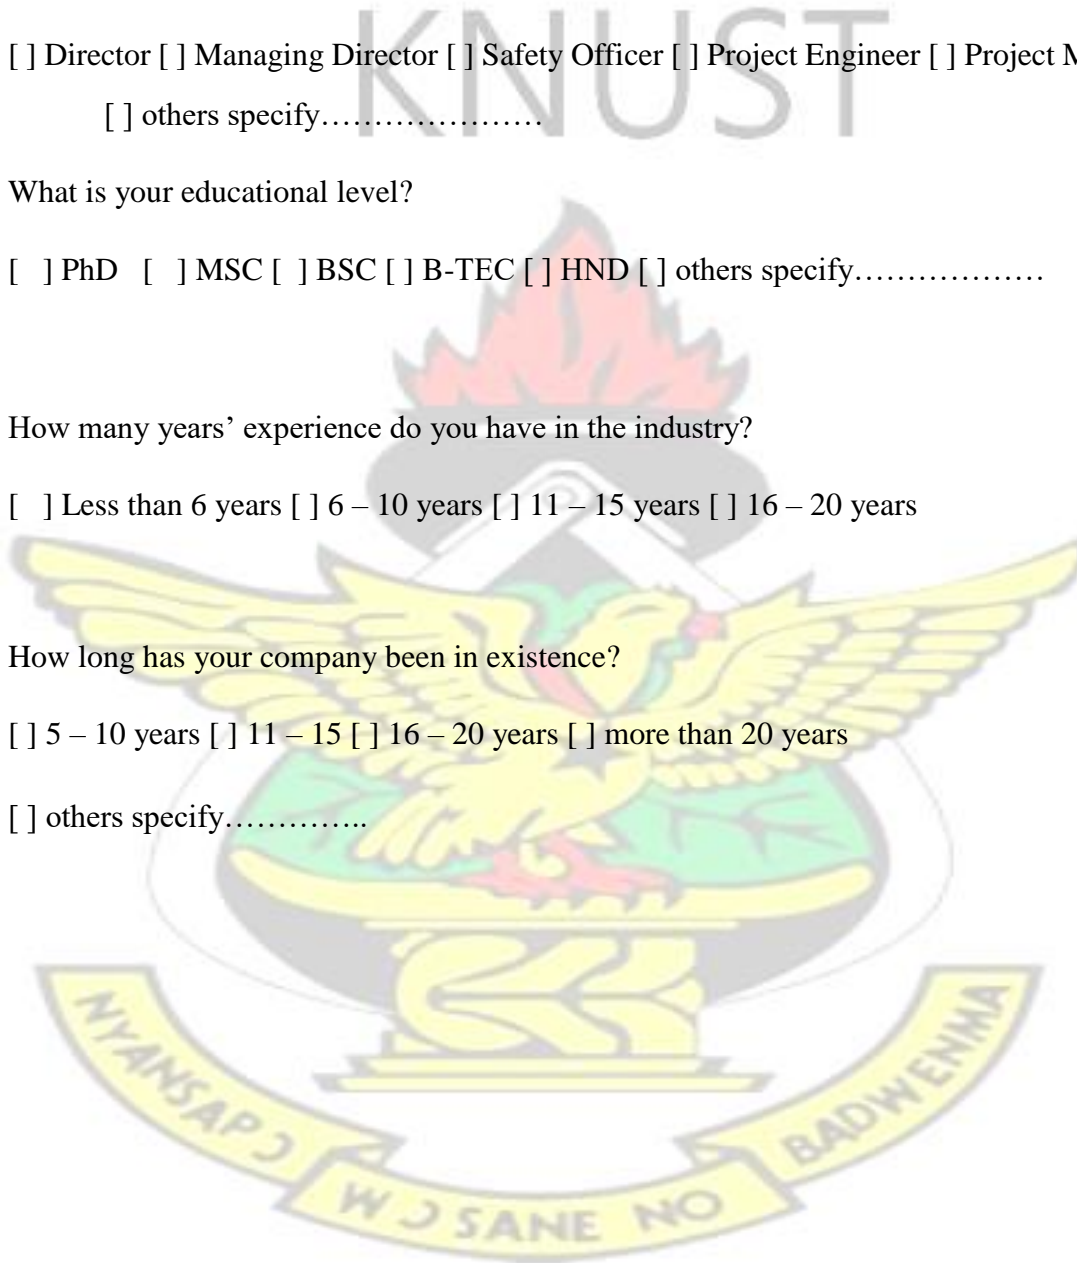 KNUST
[ ] Director [ ] Managing Director [ ] Safety Officer [ ] Project Engineer [ ] Project M
[ ] others specify…………………
What is your educational level?
[   ] PhD   [   ] MSC [  ] BSC [ ] B-TEC [ ] HND [ ] others specify………………
How many years’ experience do you have in the industry?
[   ] Less than 6 years [ ] 6 – 10 years [ ] 11 – 15 years [ ] 16 – 20 years
How long has your company been in existence?
[ ] 5 – 10 years [ ] 11 – 15 [ ] 16 – 20 years [ ] more than 20 years
[ ] others specify…………..
NYANSAPƆ WƆSANE NO BADWENMA